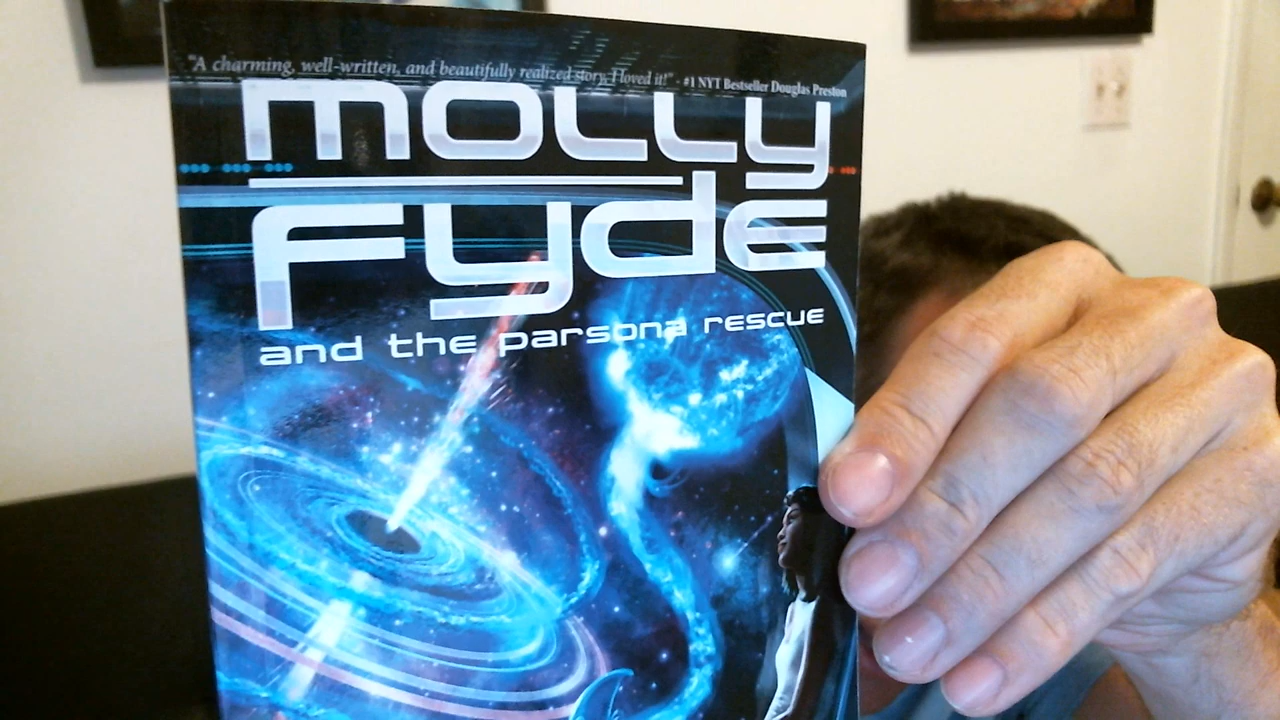 "A charming, well-written, and beautifully realized story, I loved it!" - #1 NYT Bestseller Douglas Preston
molly
Fyde
and the parsona rescue